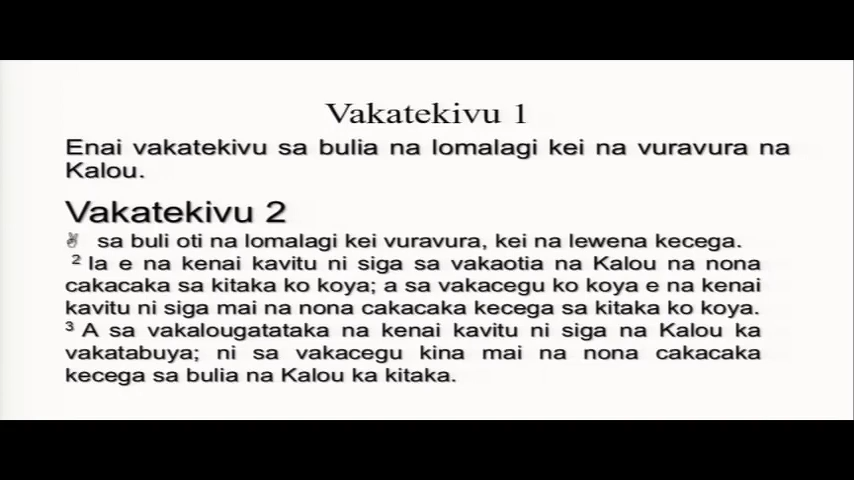 Vakatekivu 1
Enai vakatekivu sa bulia na lomalagi kei na vuravura na
Kalou.
Vakatekivu 2
✌ sa buli oti na lomalagi kei vuravura, kei na lewena kecega.
2 Ia e na kenai kavitu ni siga sa vakaotia na Kalou na nona
cakacaka sa kitaka ko koya; a sa vakacegu ko koya e na kenai
kavitu ni siga mai na nona cakacaka kecega sa kitaka ko koya.
3 A sa vakalougatataka na kenai kavitu ni siga na Kalou ka
vakatabuya; ni sa vakacegu kina mai na nona cakacaka
kecega sa bulia na Kalou ka kitaka.